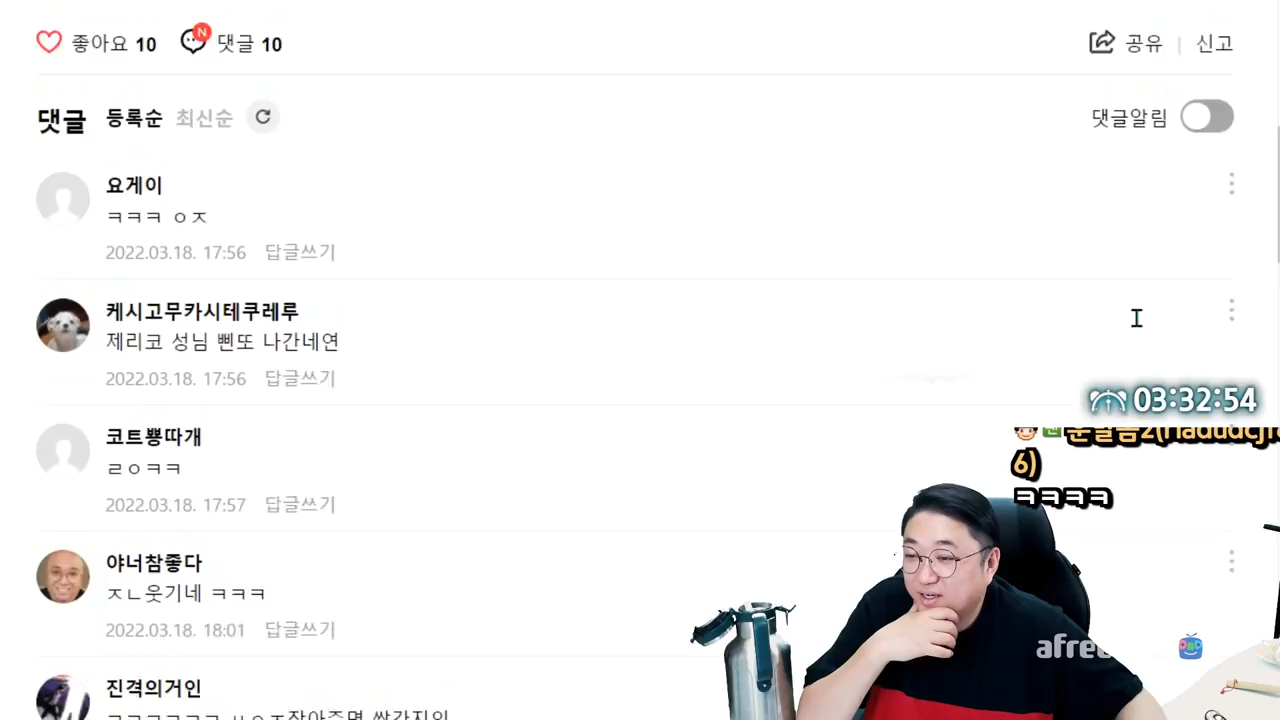 좋아요 10 댓글 10 공유 | 신고
N
댓글 등록순 최신순 댓글알림
요게이
ㅋㅋㅋ ㅇㅈ
2022.03.18. 17:56 답글쓰기
케시고무카시테쿠레루
제리코 성님 삔또 나간네연
2022.03.18. 17:56 답글쓰기
03:32:54
코트뿅따개
ㄹㅇㅋㅋ
2022.03.18. 17:57 답글쓰기
6)
ㅋㅋㅋㅋ
야너참좋다
ㅈㄴ웃기네 ㅋㅋㅋ
2022.03.18. 18:01 답글쓰기
진격의거인